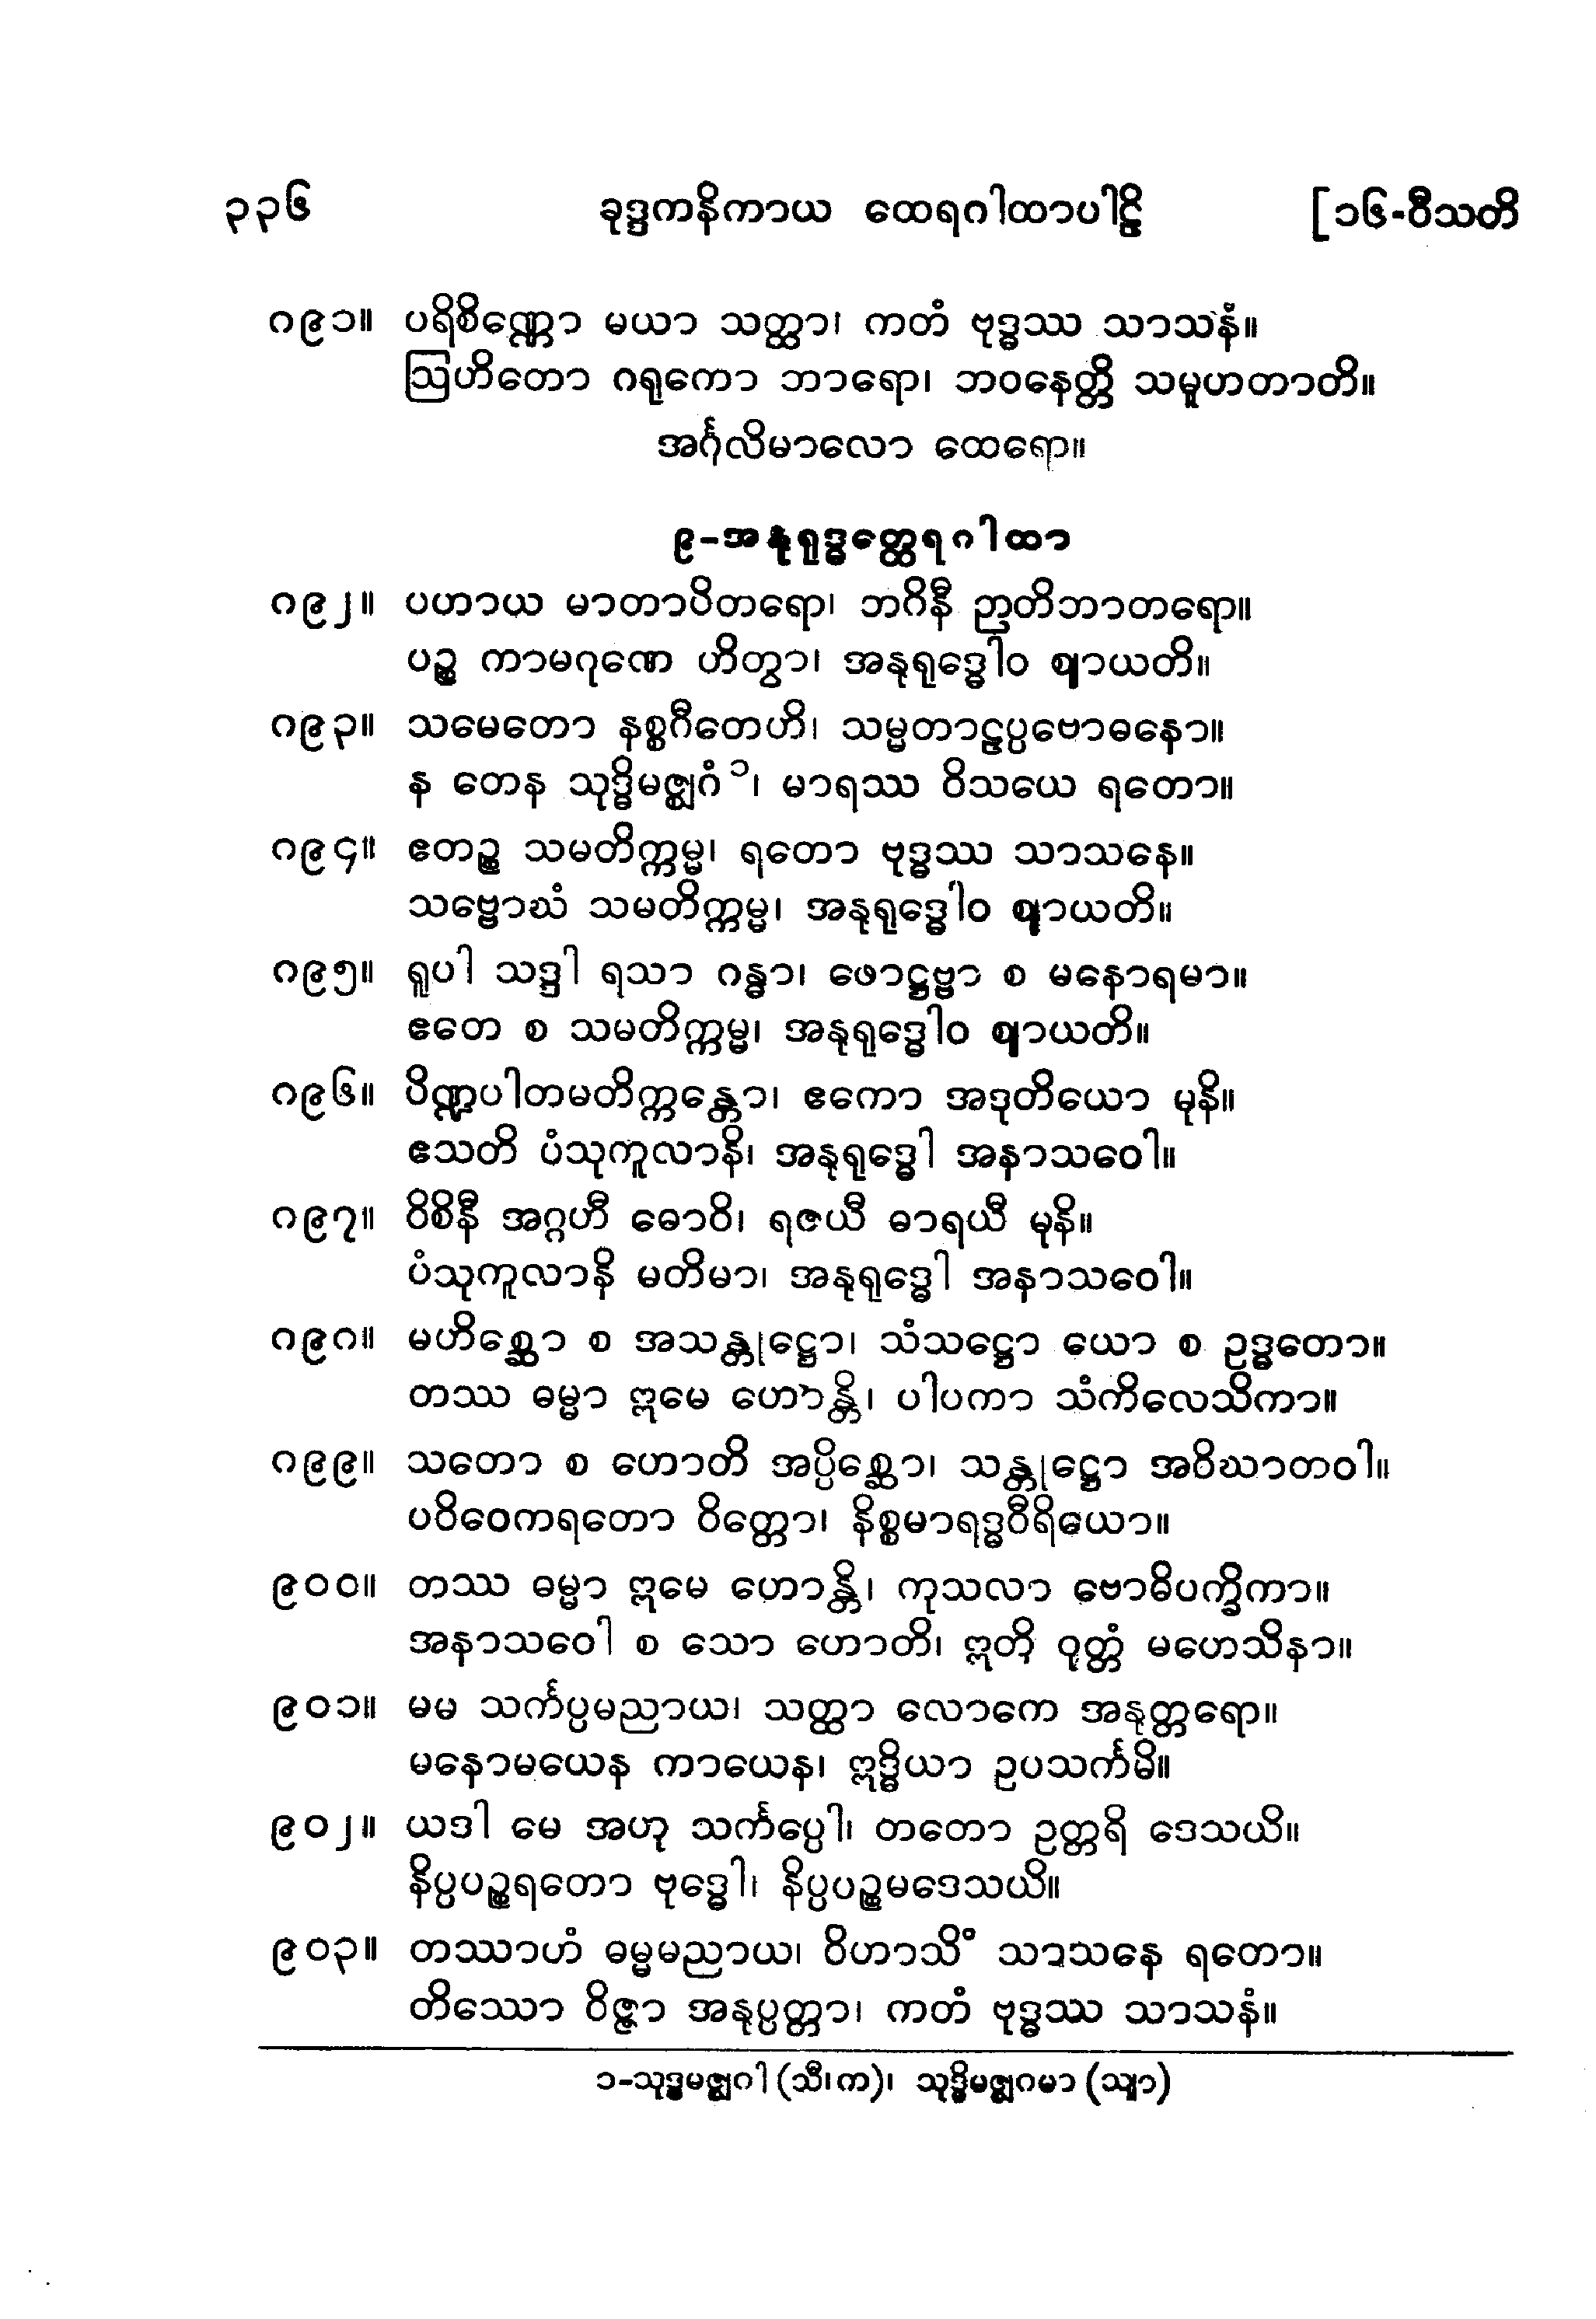 ၃၃၆ ခုဒ္ဒကနိကာယ ထေရဂါထာပါဠိ [၁၆-ဝီသတိ
၈၉၁။ ပရိစိဏ္ဏော မယာ သတ္ထာ၊ ကတံ ဗုဒ္ဓဿ သာသနံ။
ဩဟိတော ဂရုကော ဘာရော၊ ဘဝနေတ္တိ သမူဟတာတိ။
အင်္ဂုလိမာလော ထေရော။
၉-အနုရုဒ္ဓတ္ထေရဂါထာ
၈၉၂။ ပဟာယ မာတာပိတရော၊ ဘဂိနီ ဉာတိဘာတရော။
ပဉ္စ ကာမဂုဏေ ဟိတွာ၊ အနုရုဒ္ဓေါဝ ဈာယတိ။
၈၉၃။ သမေတော နစ္စဂီတေဟိ၊ သမ္မတာဠပ္ပဗောဓနော။
န တေန သုဒ္ဓိမဇ္ဈဂံ ၁၊ မာရဿ ဝိသယေ ရတော။
၈၉၄။ ဧတဉ္စ သမတိက္ကမ္မ၊ ရတော ဗုဒ္ဓဿ သာသနေ။
သဗ္ဗောဃံ သမတိက္ကမ္မ၊ အနုရုဒ္ဓေါဝ ဈာယတိ။
၈၉၅။ ရူပါ သဒ္ဒါ ရသာ ဂန္ဓာ၊ ဖောဋ္ဌဗ္ဗာ စ မနောရမာ။
ဧတေ စ သမတိက္ကမ္မ၊ အနုရုဒ္ဓေါဝ ဈာယတိ။
၈၉၆။ ပိဏ္ဍပါတမတိက္ကန္တော၊ ဧကော အဒုတိယော မုနိ။
ဧသတိ ပံသုကူလာနိ၊ အနုရုဒ္ဓေါ အနာသဝေါ။
၈၉၇။ ဝိစိနီ အဂ္ဂဟီ ဓောဝိ၊ ရဇယီ ဓာရယီ မုနိ။
ပံသုကူလာနိ မတိမာ၊ အနုရုဒ္ဓေါ အနာသဝေါ။
၈၉၈။ မဟိစ္ဆော စ အသန္တုဋ္ဌော၊ သံသဋ္ဌော ယော စ ဥဒ္ဓတော။
တဿ ဓမ္မာ ဣမေ ဟောန္တိ၊ ပါပကာ သံကိလေသိကာ။
၈၉၉။ သတော စ ဟောတိ အပ္ပိစ္ဆော၊ သန္တုဋ္ဌော အဝိဃာတဝါ။
ပဝိဝေကရတော ဝိတ္တော၊ နိစ္စမာရဒ္ဓဝီရိယော။
၉၀၀။ တဿ ဓမ္မာ ဣမေ ဟောန္တိ၊ ကုသလာ ဗောဓိပက္ခိကာ။
အနာသဝေါ စ သော ဟောတိ၊ ဣတိ ဝုတ္တံ မဟေသိနာ။
၉၀၁။ မမ သင်္ကပ္ပမညာယ၊ သတ္ထာ လောကေ အနုတ္တရော။
မနောမယေန ကာယေန၊ ဣဒ္ဓိယာ ဥပသင်္ကမိ။
၉၀၂။ ယဒါ မေ အဟု သင်္ကပ္ပေါ၊ တတော ဥတ္တရိ ဒေသယိ။
နိပ္ပပဉ္စရတော ဗုဒ္ဓေါ၊ နိပ္ပပဉ္စမဒေသယိ။
၉၀၃။ တဿာဟံ ဓမ္မမညာယ၊ ဝိဟာသိံ သာသနေ ရတော။
တိဿော ဝိဇ္ဇာ အနုပ္ပတ္တာ၊ ကတံ ဗုဒ္ဓဿ သာသနံ။
၁-သုဒ္ဓမဇ္ဈဂါ (သီ၊က)၊ သုဒ္ဓိမဇ္ဈဂမာ (သျာ)